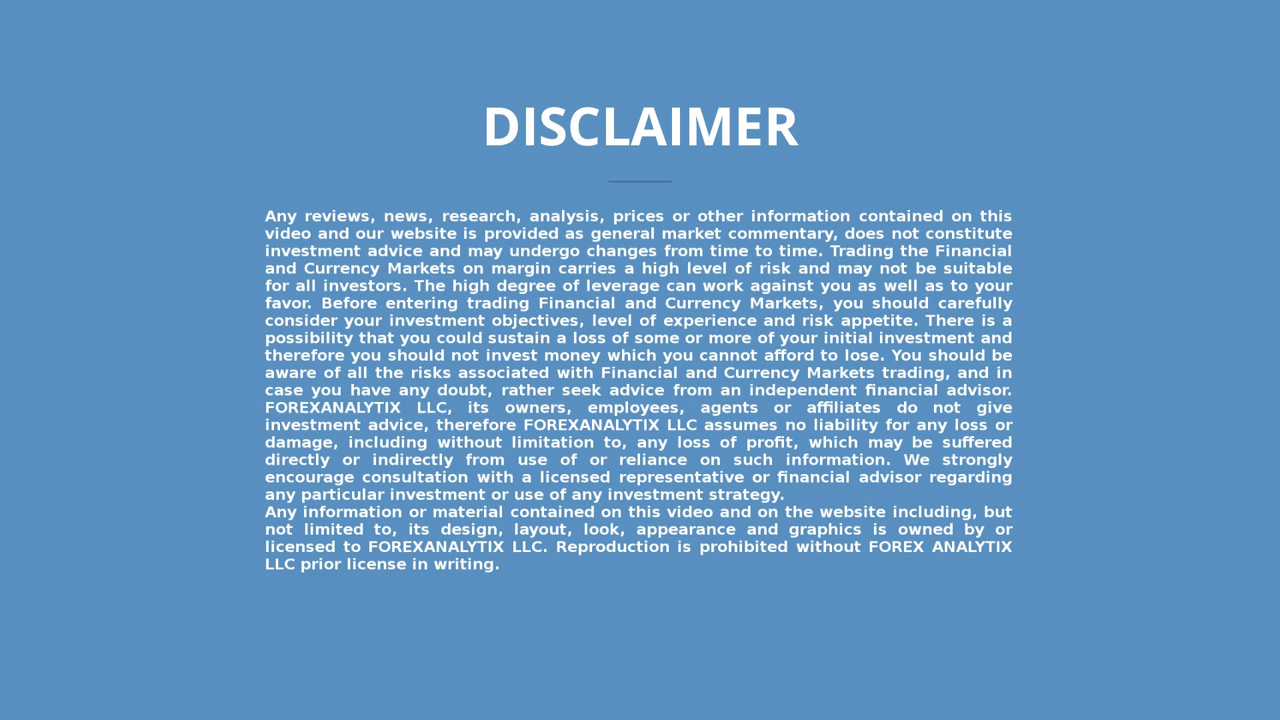 DISCLAIMER
Any reviews, news, research, analysis, prices or other information contained on this
video and our website is provided as general market commentary, does not constitute
investment advice and may undergo changes from time to time. Trading the Financial
and Currency Markets on margin carries a high level of risk and may not be suitable
for all investors. The high degree of leverage can work against you as well as to your
favor. Before entering trading Financial and Currency Markets, you should carefully
consider your investment objectives, level of experience and risk appetite. There is a
possibility that you could sustain a loss of some or more of your initial investment and
therefore you should not invest money which you cannot afford to lose. You should be
aware of all the risks associated with Financial and Currency Markets trading, and in
case you have any doubt, rather seek advice from an independent financial advisor.
FOREXANALYTIX LLC, its owners, employees, agents or affiliates do not give
investment advice, therefore FOREXANALYTIX LLC assumes no liability for any loss or
damage, including without limitation to, any loss of profit, which may be suffered
directly or indirectly from use of or reliance on such information. We strongly
encourage consultation with a licensed representative or financial advisor regarding
any particular investment or use of any investment strategy.
Any information or material contained on this video and on the website including, but
not limited to, its design, layout, look, appearance and graphics is owned by or
licensed to FOREXANALYTIX LLC. Reproduction is prohibited without FOREX ANALYTIX
LLC prior license in writing.